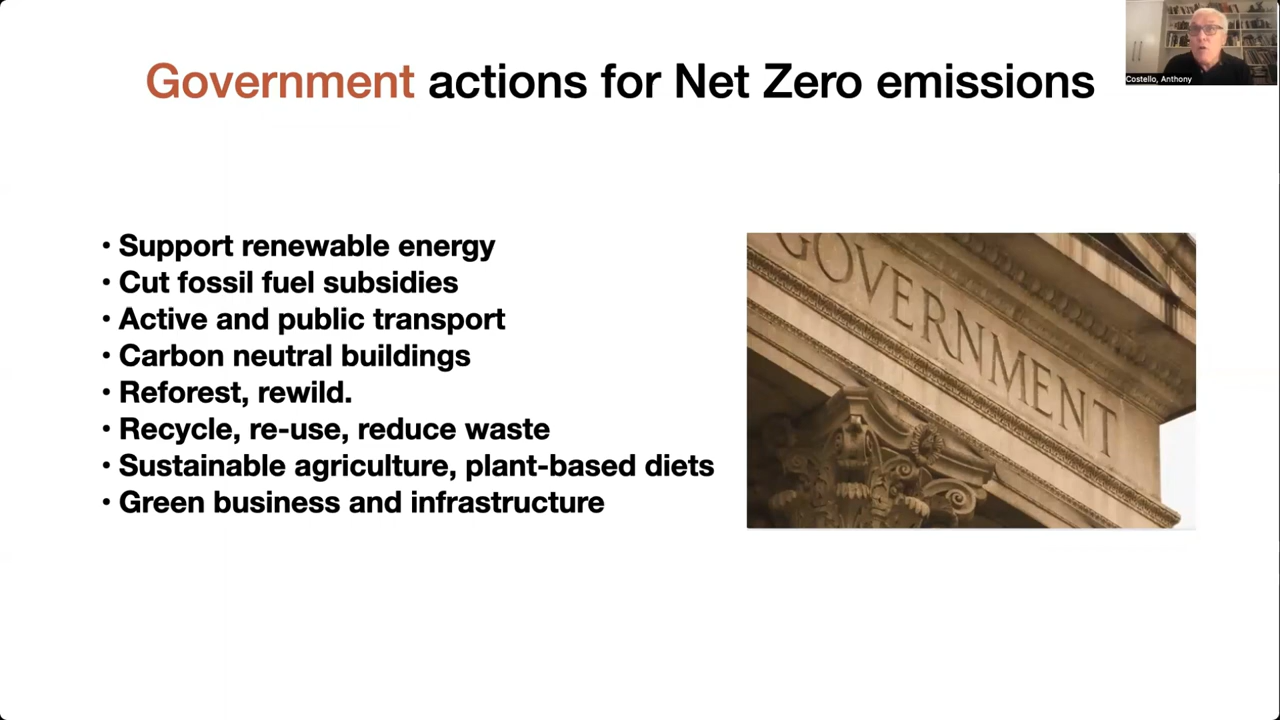 Government actions for Net Zero emissions
Costello, Anthony
• Support renewable energy
• Cut fossil fuel subsidies
• Active and public transport
• Carbon neutral buildings
• Reforest, rewild.
• Recycle, re-use, reduce waste
• Sustainable agriculture, plant-based diets
• Green business and infrastructure
GOVERNMENT